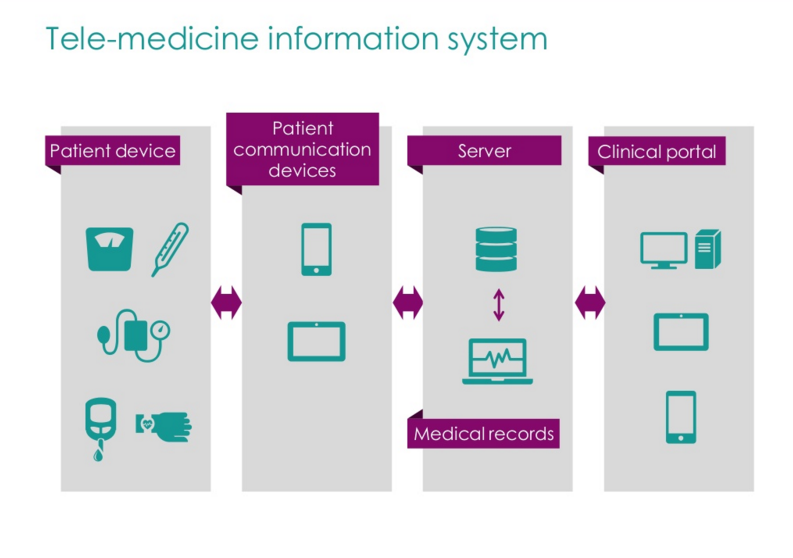 Tele-medicine information system
Patient device
Patient
communication
devices
Server
Clinical portal
Medical records